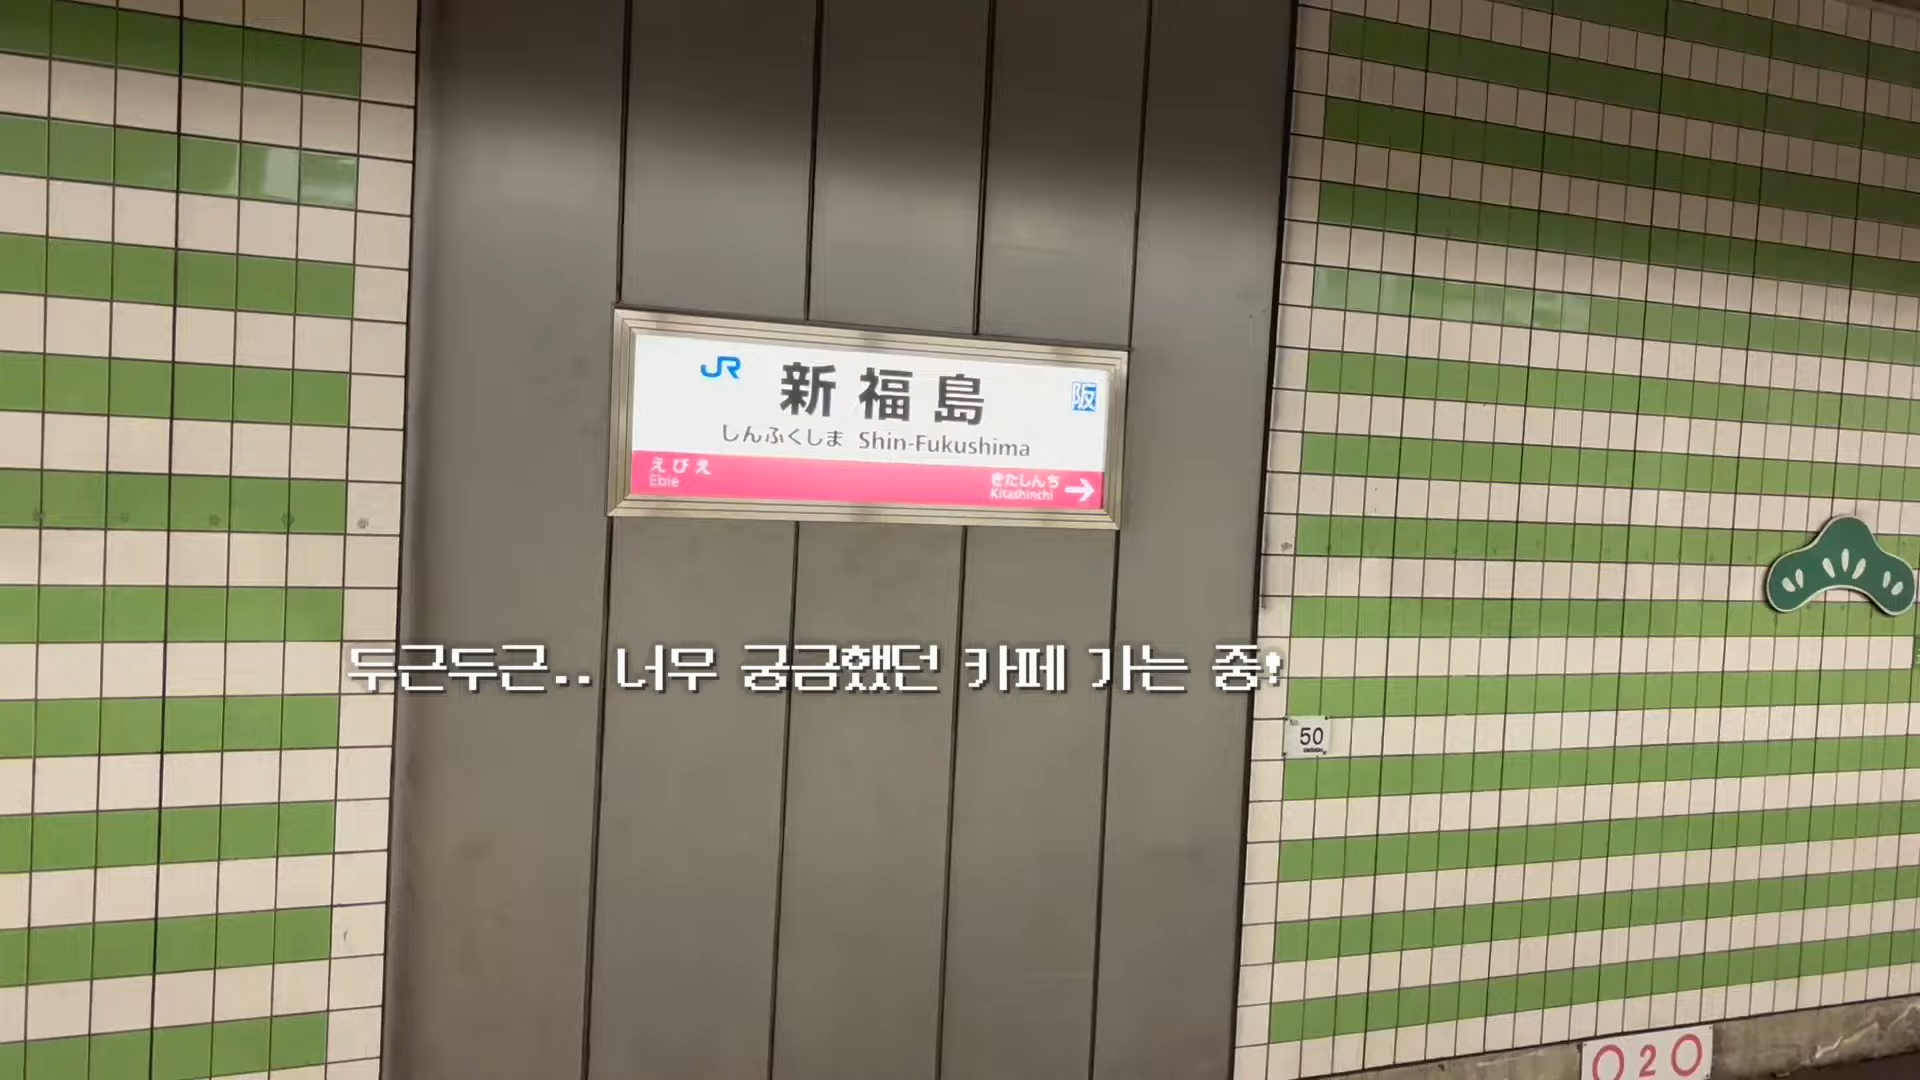 JR 新福島 阪
しんふくしま Shin-Fukushima
えびえ
Ebie
きたしんち
Kitashinchi
두근두근.. 너무 궁금했던 카페 가는 중!
No.
50
○2○